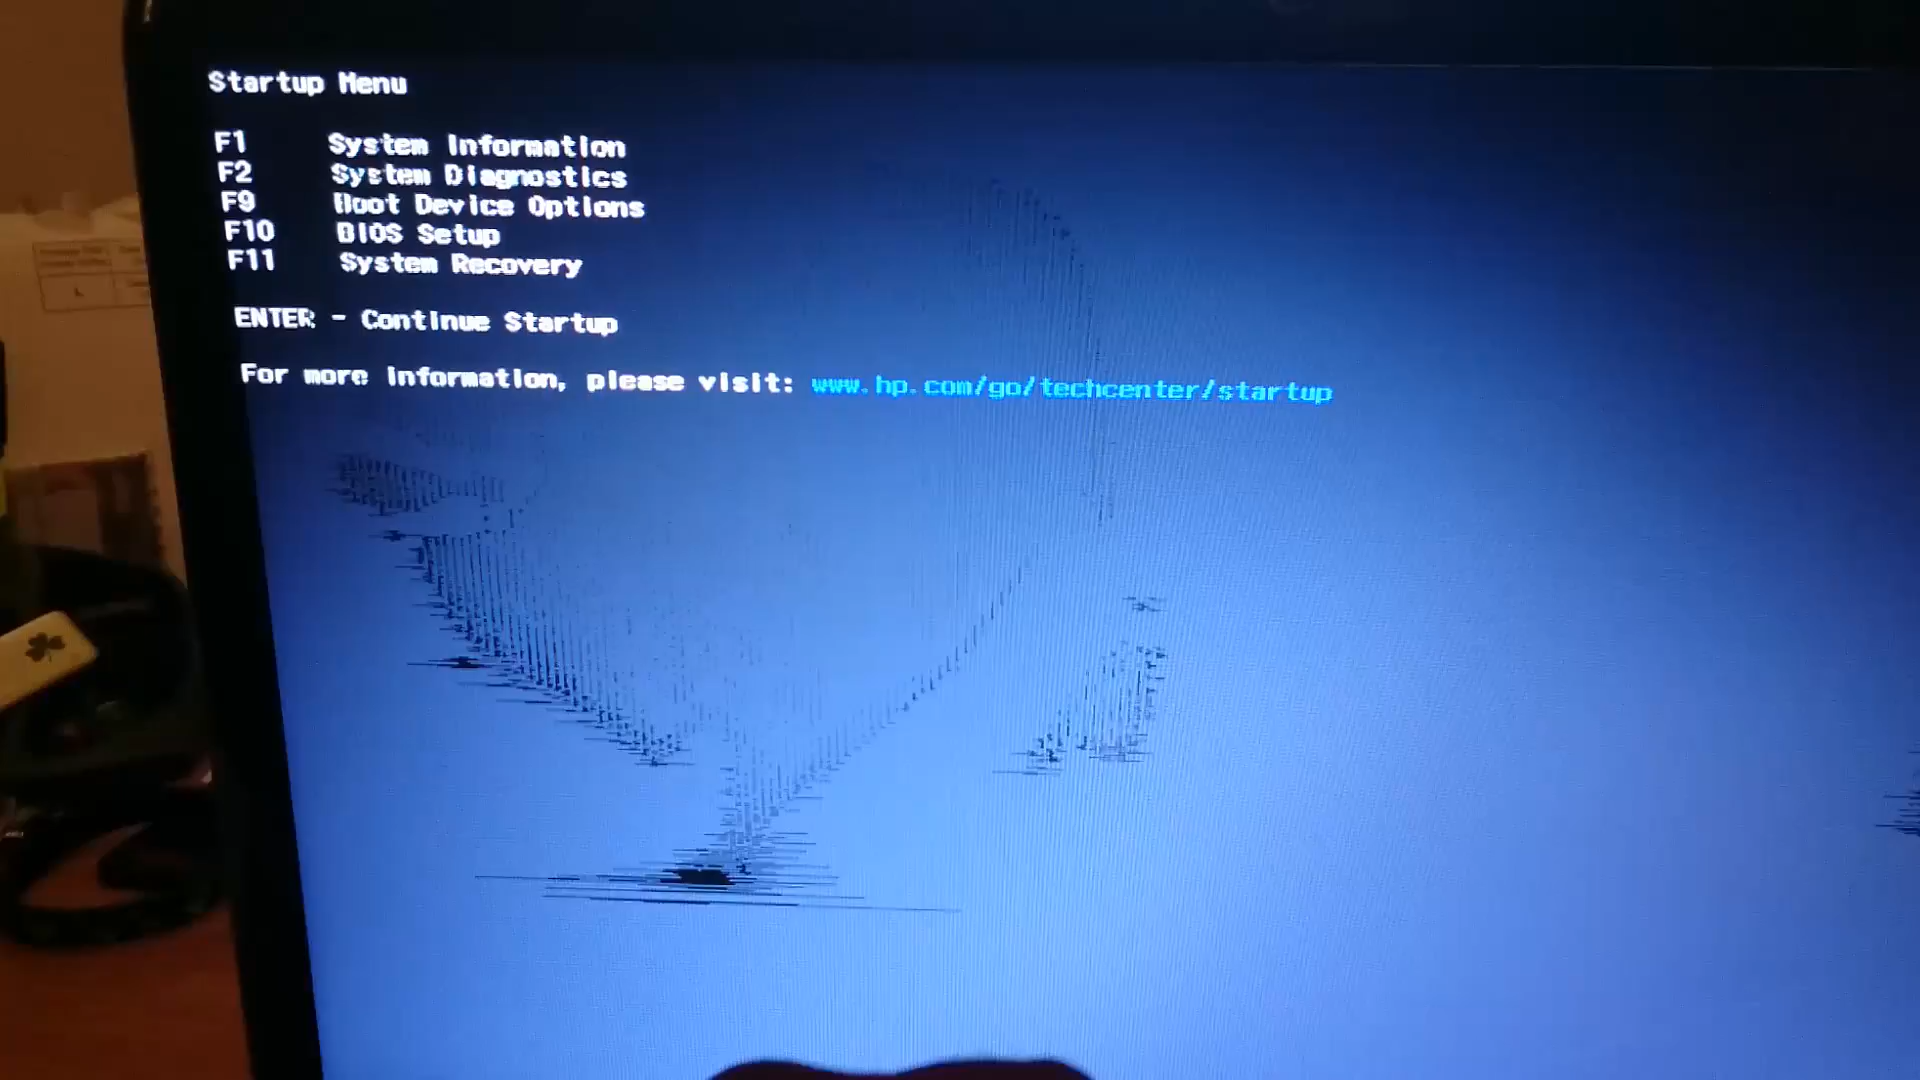 Startup Menu
F1 System Information
F2 System Diagnostics
F9 Boot Device Options
F10 BIOS Setup
F11 System Recovery
ENTER - Continue Startup
For more information, please visit: www.hp.com/go/techcenter/startup